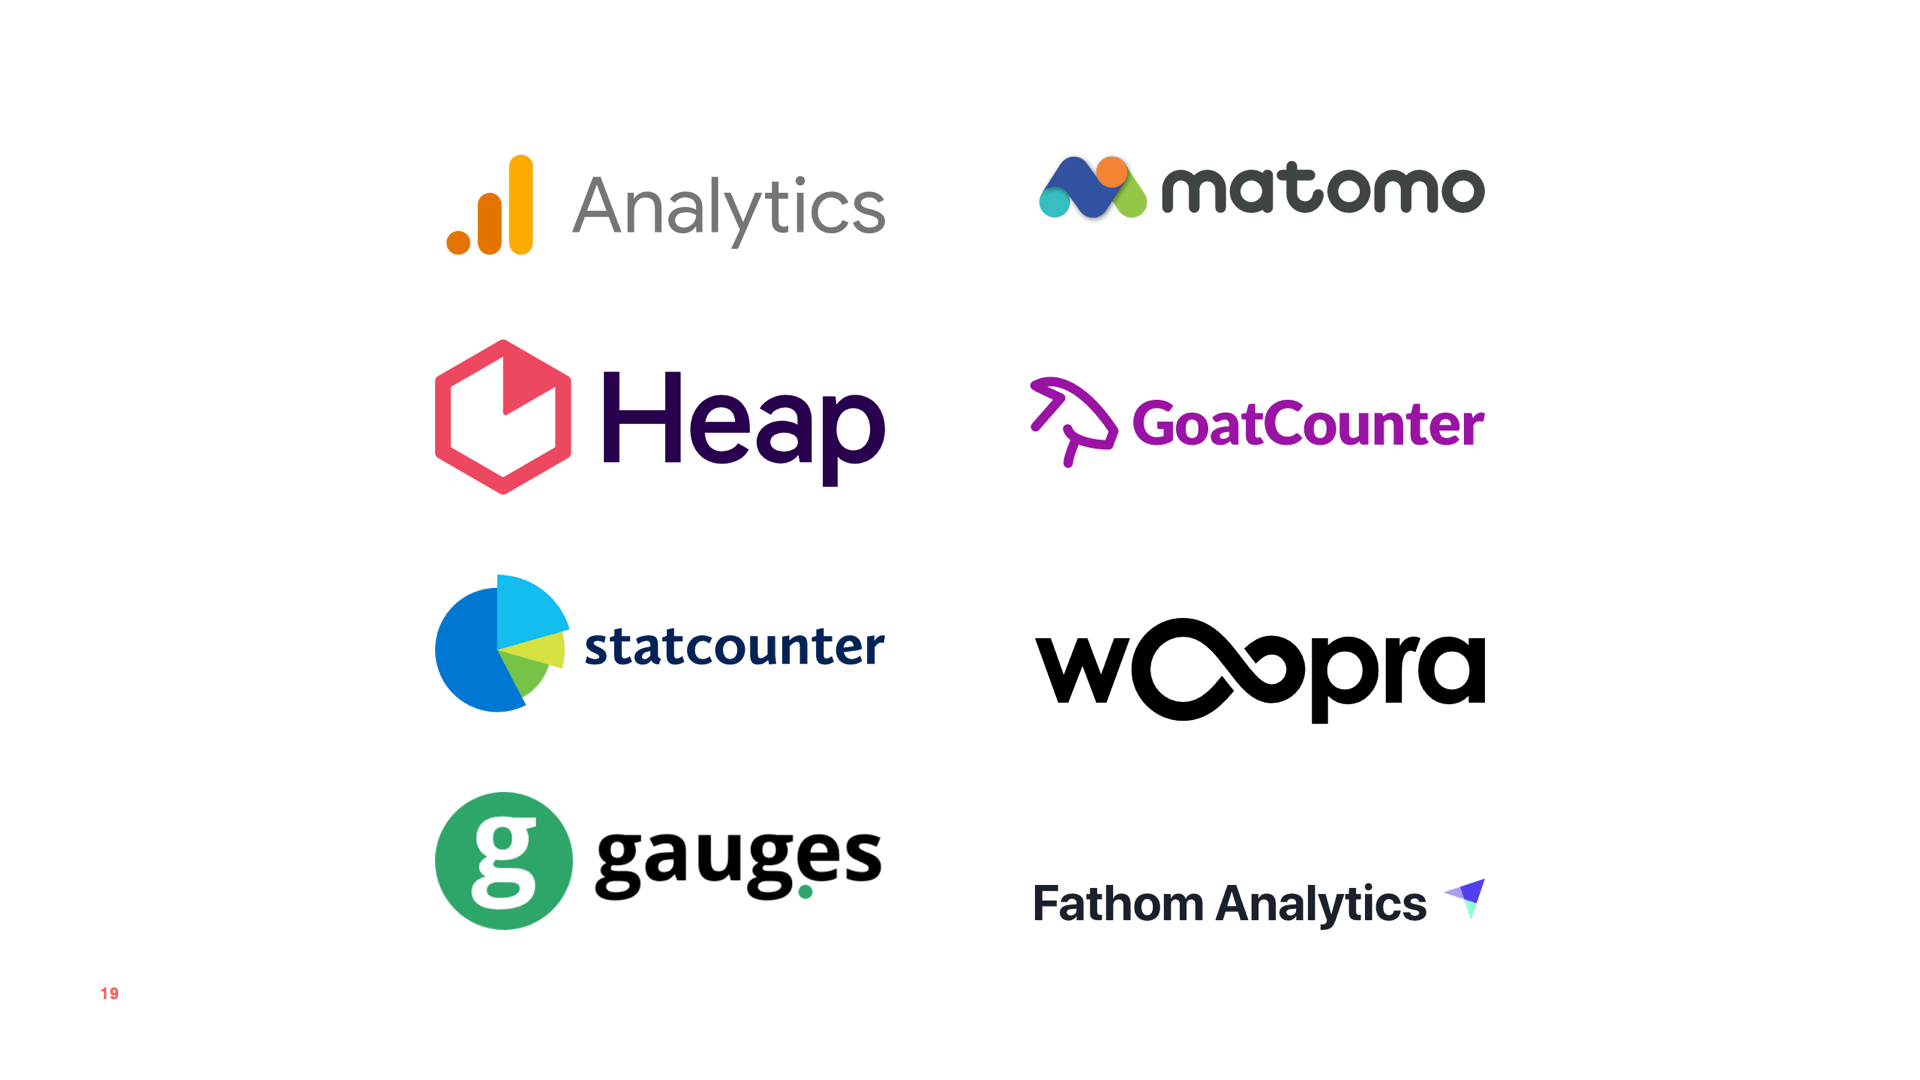 Analytics
matomo
Heap
GoatCounter
statcounter
woopra
g gauges
Fathom Analytics
19